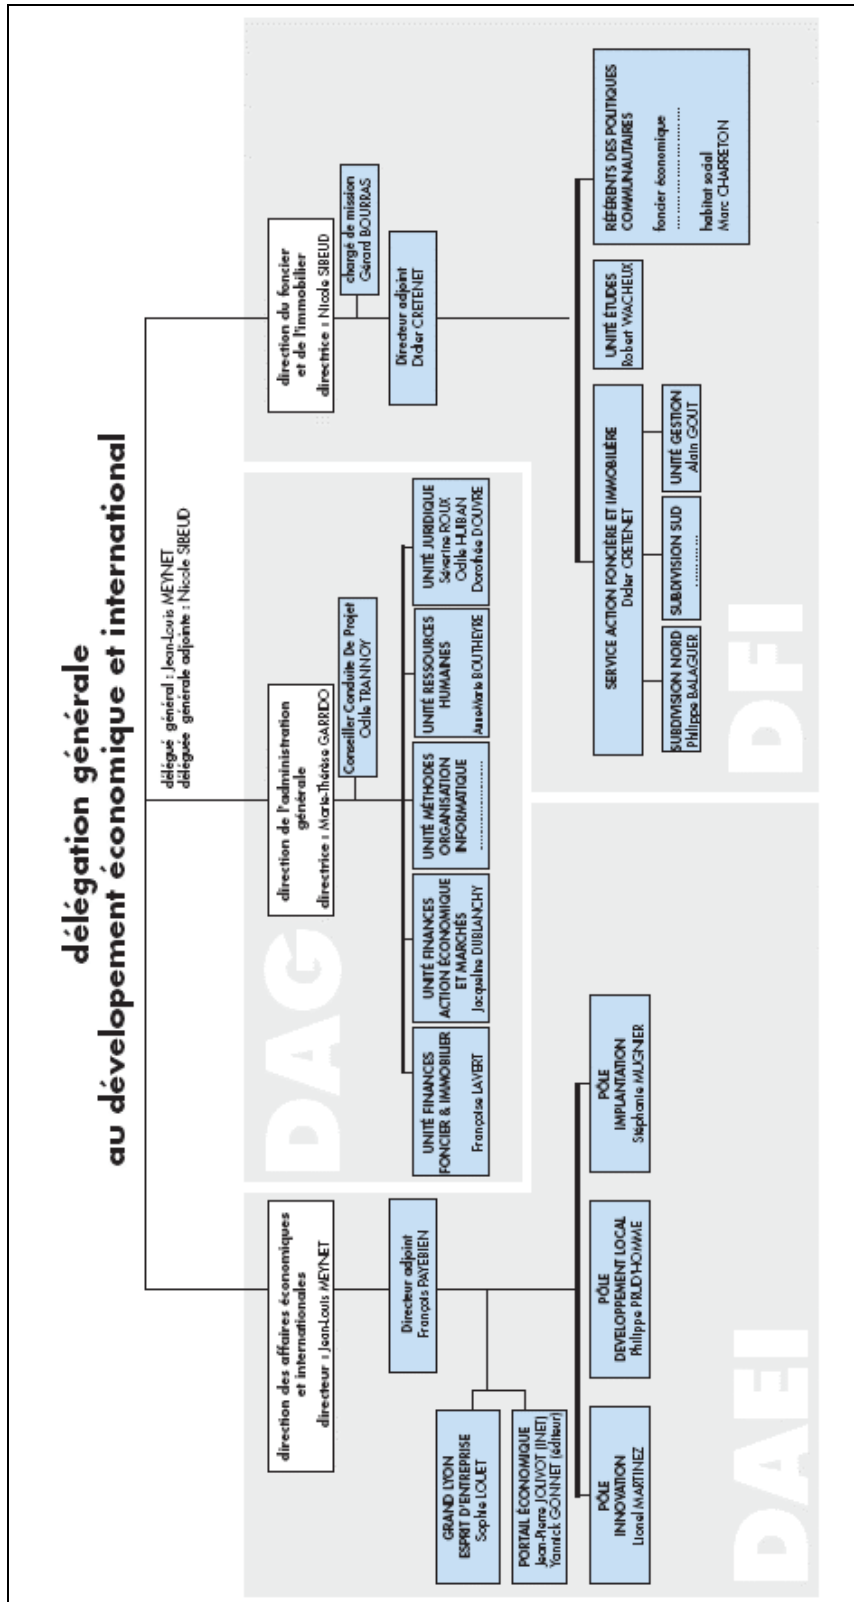 délégation générale
au dévelopement économique et international
délégué général : Jean-Louis MEYNET
déléguée générale adjointe : Nicole SIBEUD
direction des affaires économiques
et internationales
directeur : Jean-Louis MEYNET
Directeur adjoint
François PAYEBIEN
GRAND LYON
ESPRIT D'ENTREPRISE
Sophie LOUET
PORTAIL ÉCONOMIQUE
Jean-Pierre JOLIVOT (INET)
Yannick GONNET (éditeur)
PÔLE
INNOVATION
Lionel MARTINEZ
PÔLE
DEVELOPPEMENT LOCAL
Philippe PRUD'HOMME
PÔLE
IMPLANTATION
Stéphanie MUGNIER
DAEI
direction de l'administration
générale
directrice : Marie-Thérèse GARRIDO
Conseiller Conduite De Projet
Odile TRANNOY
UNITÉ FINANCES
FONCIER & IMMOBILIER
Françoise LAVERT
UNITÉ FINANCES
ACTION ÉCONOMIQUE
ET MARCHÉS
Jacqueline DUBLANCHY
UNITÉ MÉTHODES
ORGANISATION
INFORMATIQUE
.....................
UNITÉ RESSOURCES
HUMAINES
Anne-Marie BOUTHEYRE
UNITÉ JURIDIQUE
Séverine ROUX
Odile HUIBAN
Dorothée DOUVRE
DAG
direction du foncier
et de l'immobilier
directrice : Nicole SIBEUD
chargé de mission
Gérard BOURRAS
Directeur adjoint
Didier CRETENET
SERVICE ACTION FONCIÈRE ET IMMOBILIÈRE
Didier CRETENET
SUBDIVISION NORD
Philippe BALAGUER
SUBDIVISION SUD
..............
UNITÉ GESTION
Alain GOUT
UNITÉ ÉTUDES
Robert WACHEUX
RÉFÉRENTS DES POLITIQUES
COMMUNAUTAIRES
foncier économique
..............................
habitat social
Marc CHARRETON
DFI